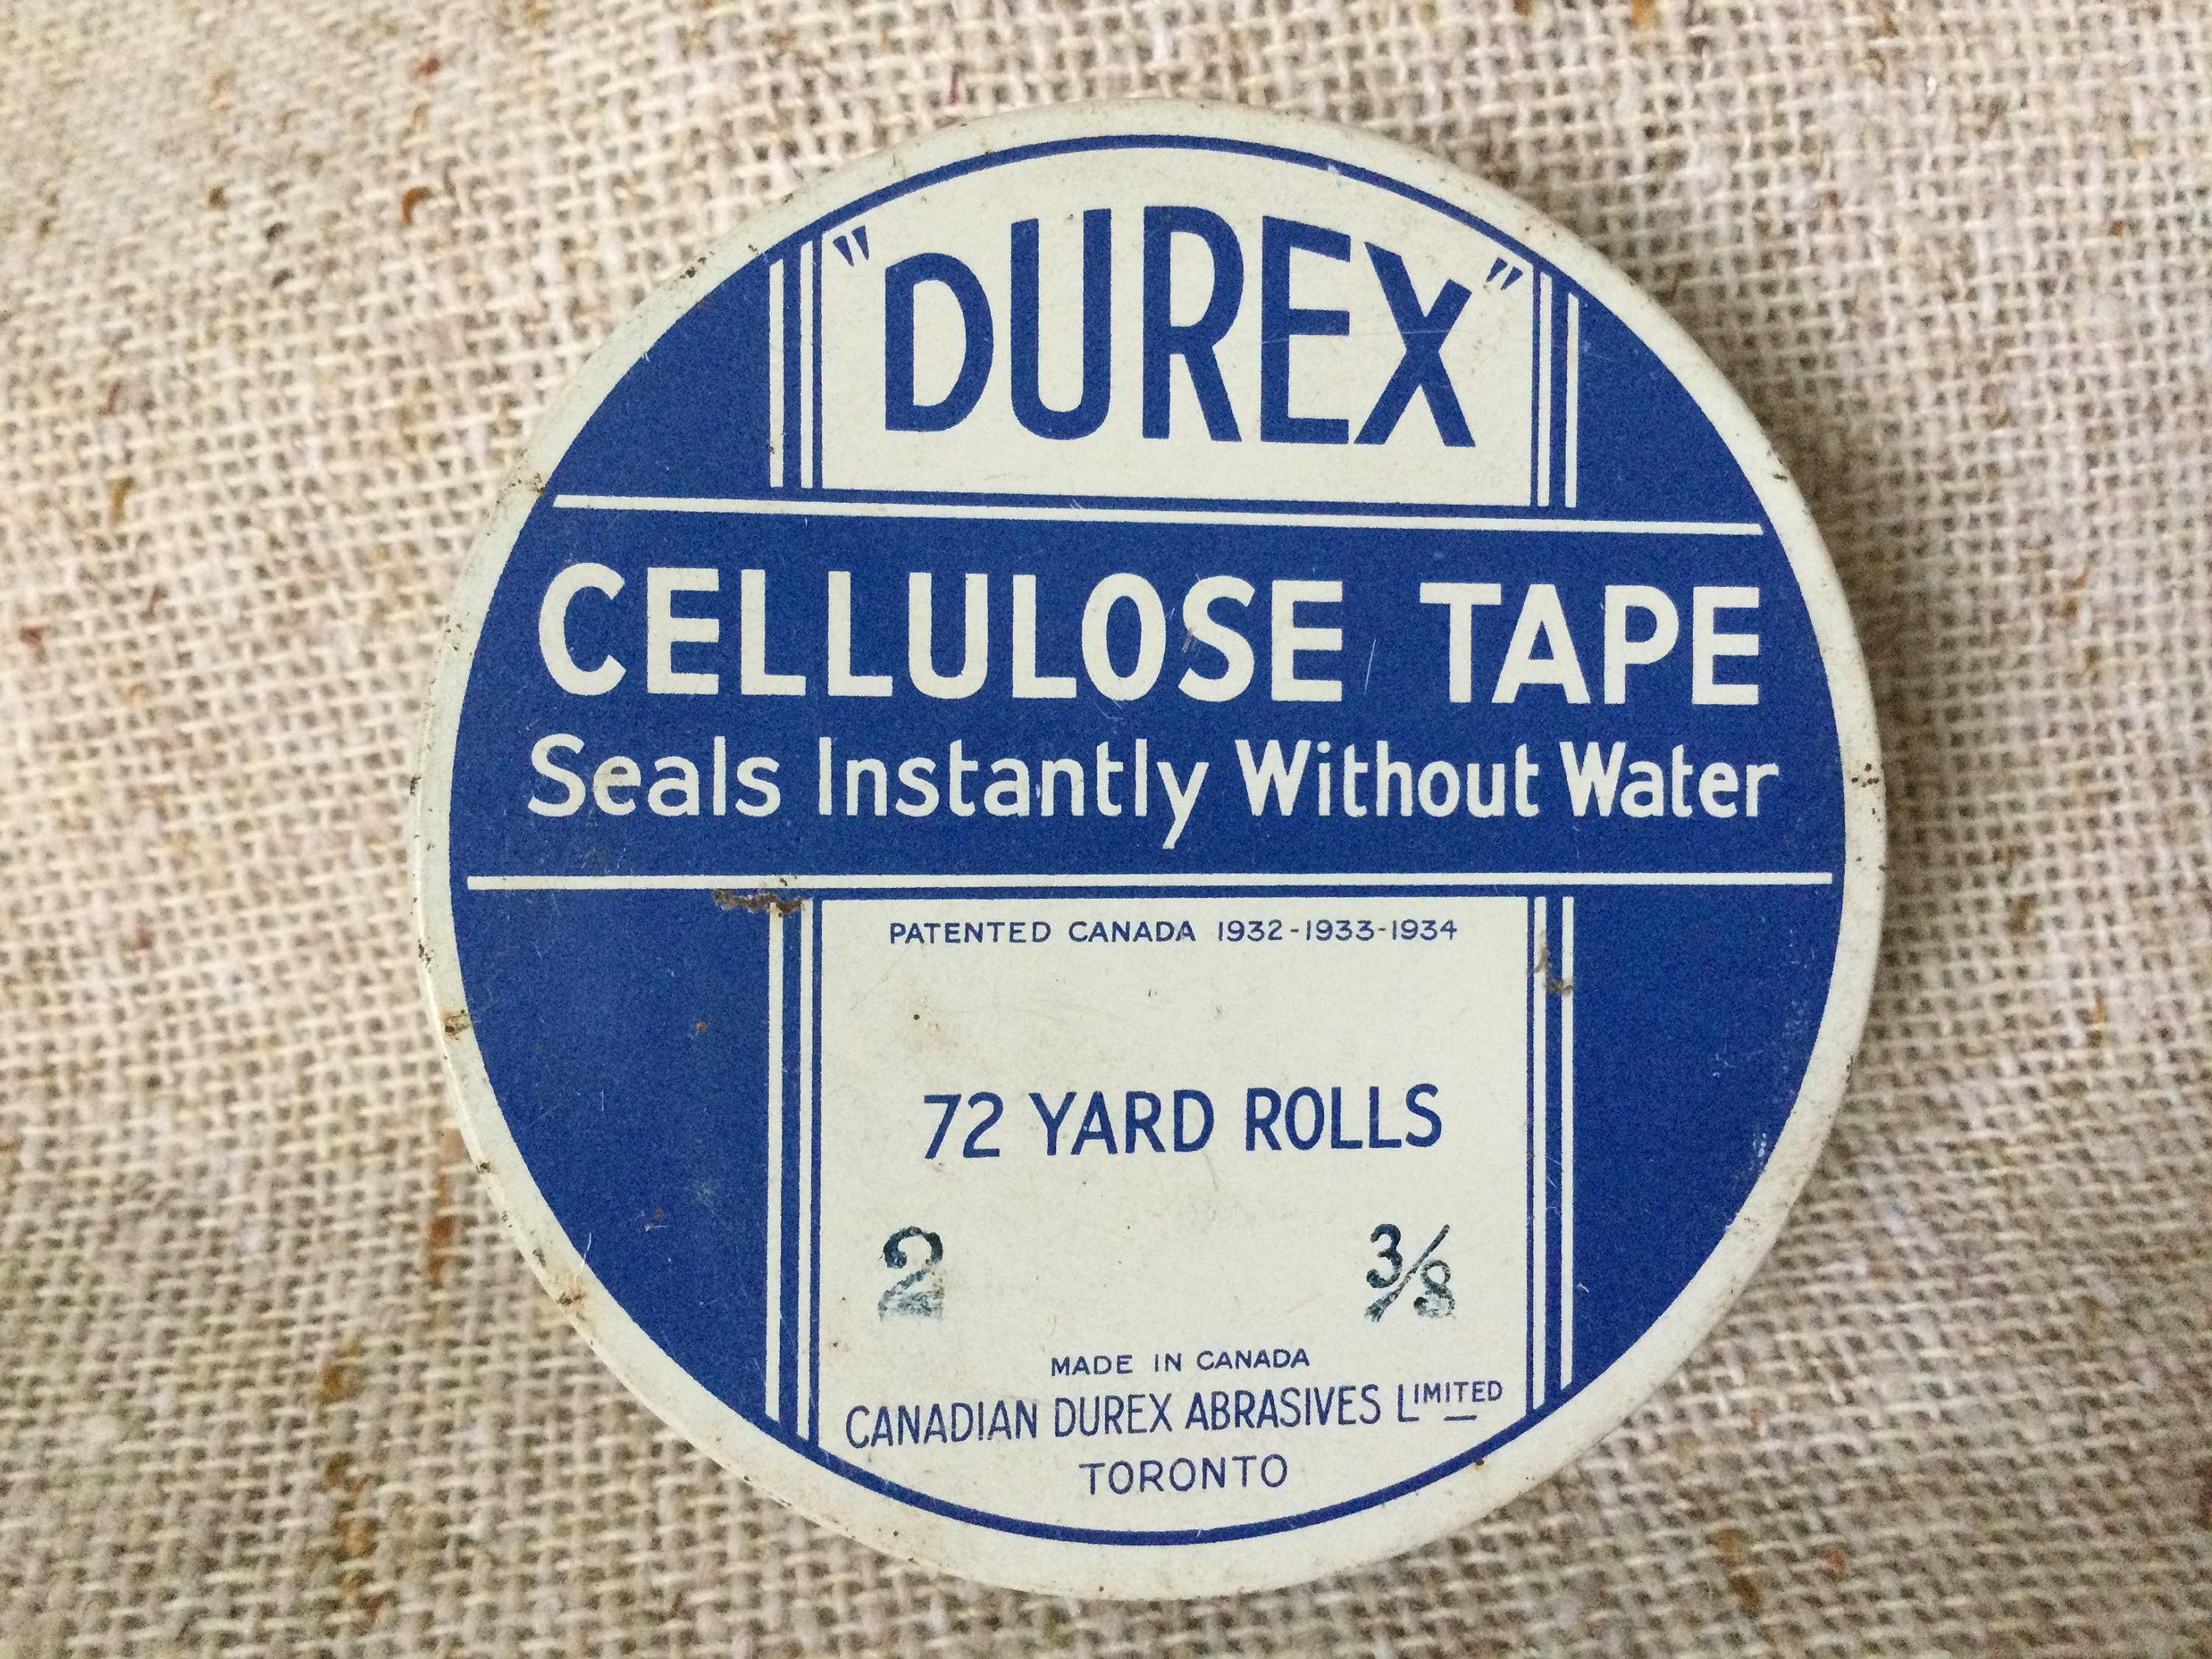 "DUREX"
CELLULOSE TAPE
Seals Instantly Without Water
PATENTED CANADA 1932-1933-1934
72 YARD ROLLS
2 3/8
MADE IN CANADA
CANADIAN DUREX ABRASIVES LIMITED
TORONTO